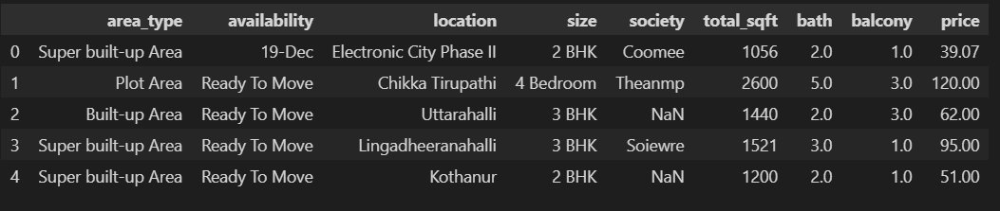 area_type availability location size society total_sqft bath balcony price
0 Super built-up Area 19-Dec Electronic City Phase II 2 BHK Coomee 1056 2.0 1.0 39.07
1 Plot Area Ready To Move Chikka Tirupathi 4 Bedroom Theanmp 2600 5.0 3.0 120.00
2 Built-up Area Ready To Move Uttarahalli 3 BHK NaN 1440 2.0 3.0 62.00
3 Super built-up Area Ready To Move Lingadheeranahalli 3 BHK Soiewre 1521 3.0 1.0 95.00
4 Super built-up Area Ready To Move Kothanur 2 BHK NaN 1200 2.0 1.0 51.00